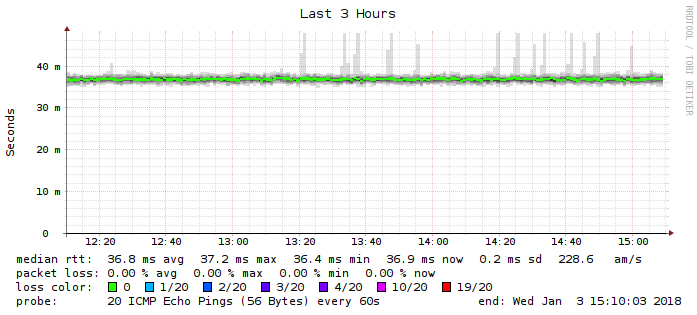 Last 3 Hours
RRDTOOL / TOBI OETIKER
Seconds
40 m
30 m
20 m
10 m
0
12:20 12:40 13:00 13:20 13:40 14:00 14:20 14:40 15:00
median rtt: 36.8 ms avg 37.2 ms max 36.4 ms min 36.9 ms now 0.2 ms sd 228.6 am/s
packet loss: 0.00 % avg 0.00 % max 0.00 % min 0.00 % now
loss color: 0 1/20 2/20 3/20 4/20 10/20 19/20
probe: 20 ICMP Echo Pings (56 Bytes) every 60s end: Wed Jan 3 15:10:03 2018